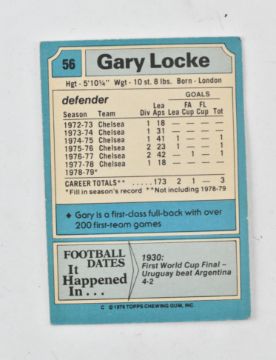 56 Gary Locke
Hgt - 5'10¼" Wgt - 10 st. 8 lbs. Born - London
defender
GOALS
Lea FA FL
Season Team Div Aps Lea Cup Cup Tot
1972-73 Chelsea 1 18 — — — —
1973-74 Chelsea 1 31 — — — —
1974-75 Chelsea 1 41 1 — — 1
1975-76 Chelsea 2 23 1 — — 1
1976-77 Chelsea 2 42 — 1 — 1
1977-78 Chelsea 1 18 — — — —
1978-79*
CAREER TOTALS** .....173 2 1 — 3
*Fill in season's record **Not including 1978-79
◆ Gary is a first-class full-back with over
200 first-team games
FOOTBALL
DATES
It
Happened
In . . .
1930:
First World Cup Final –
Uruguay beat Argentina
4-2
© 1978 TOPPS CHEWING GUM, INC.